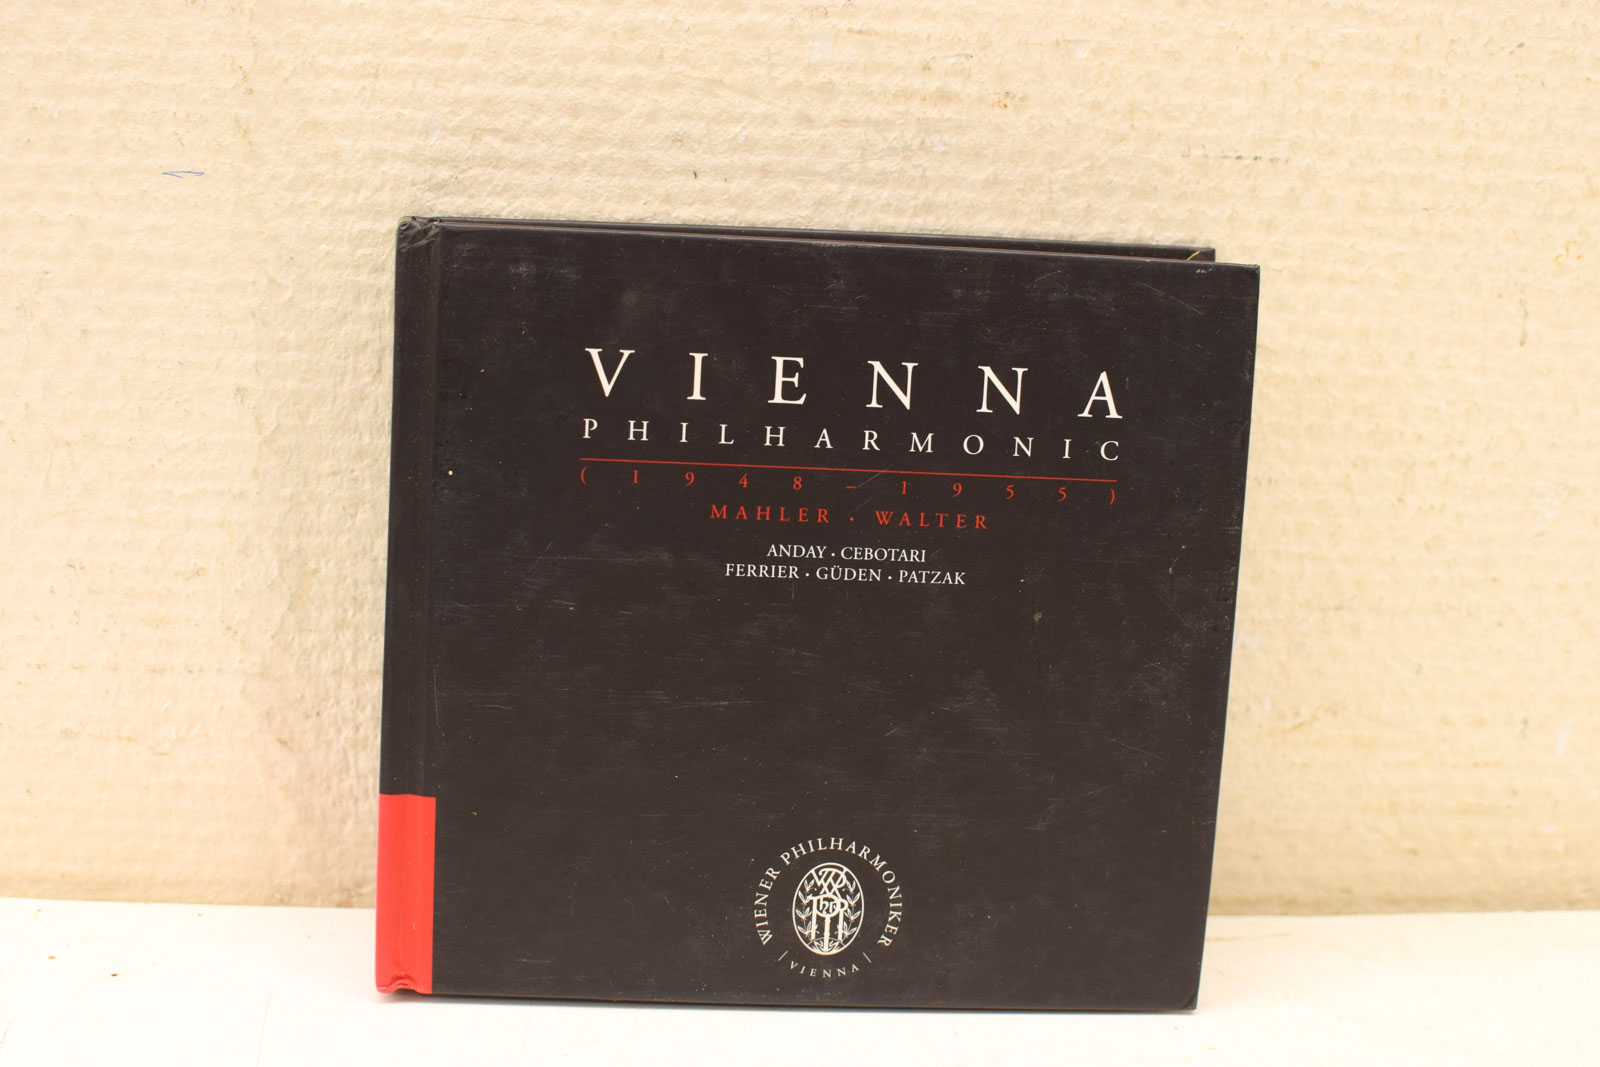 VIENNA
PHILHARMONIC
(1948–1955)
MAHLER · WALTER
ANDAY · CEBOTARI
FERRIER · GÜDEN · PATZAK
WIENER PHILHARMONIKER
VIENNA